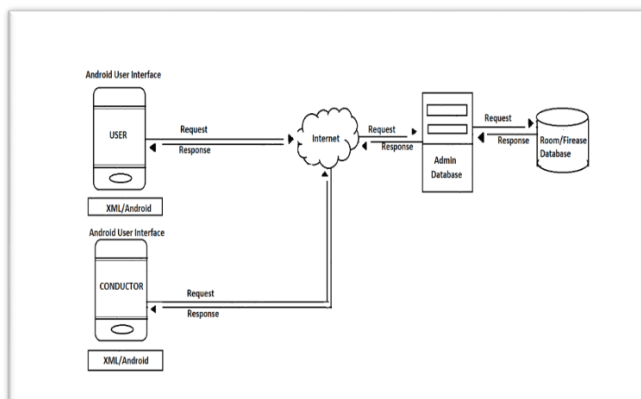 Android User Interface
USER
XML/Android
Request
Response
Internet
Request
Response
Admin
Database
Request
Response
Room/Firease
Database
Android User Interface
CONDUCTOR
XML/Android
Request
Response